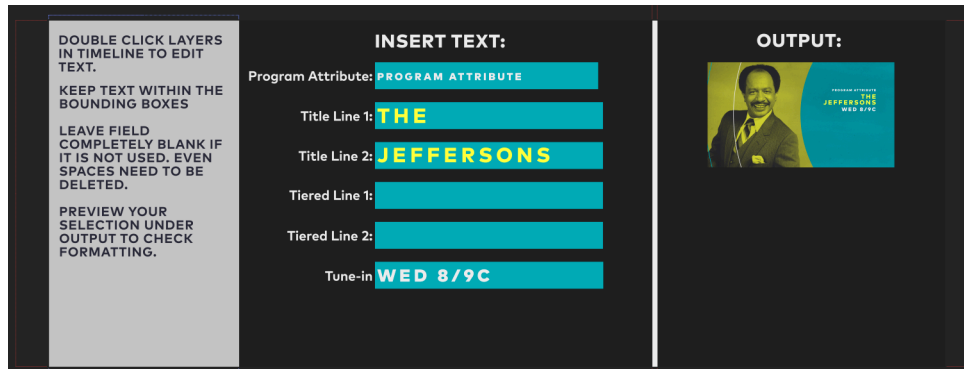 DOUBLE CLICK LAYERS
IN TIMELINE TO EDIT
TEXT.
KEEP TEXT WITHIN THE
BOUNDING BOXES
LEAVE FIELD
COMPLETELY BLANK IF
IT IS NOT USED. EVEN
SPACES NEED TO BE
DELETED.
PREVIEW YOUR
SELECTION UNDER
OUTPUT TO CHECK
FORMATTING.
INSERT TEXT:
Program Attribute: PROGRAM ATTRIBUTE
Title Line 1: THE
Title Line 2: JEFFERSONS
Tiered Line 1:
Tiered Line 2:
Tune-in WED 8/9C
OUTPUT:
PROGRAM ATTRIBUTE
THE
JEFFERSONS
WED 8/9C